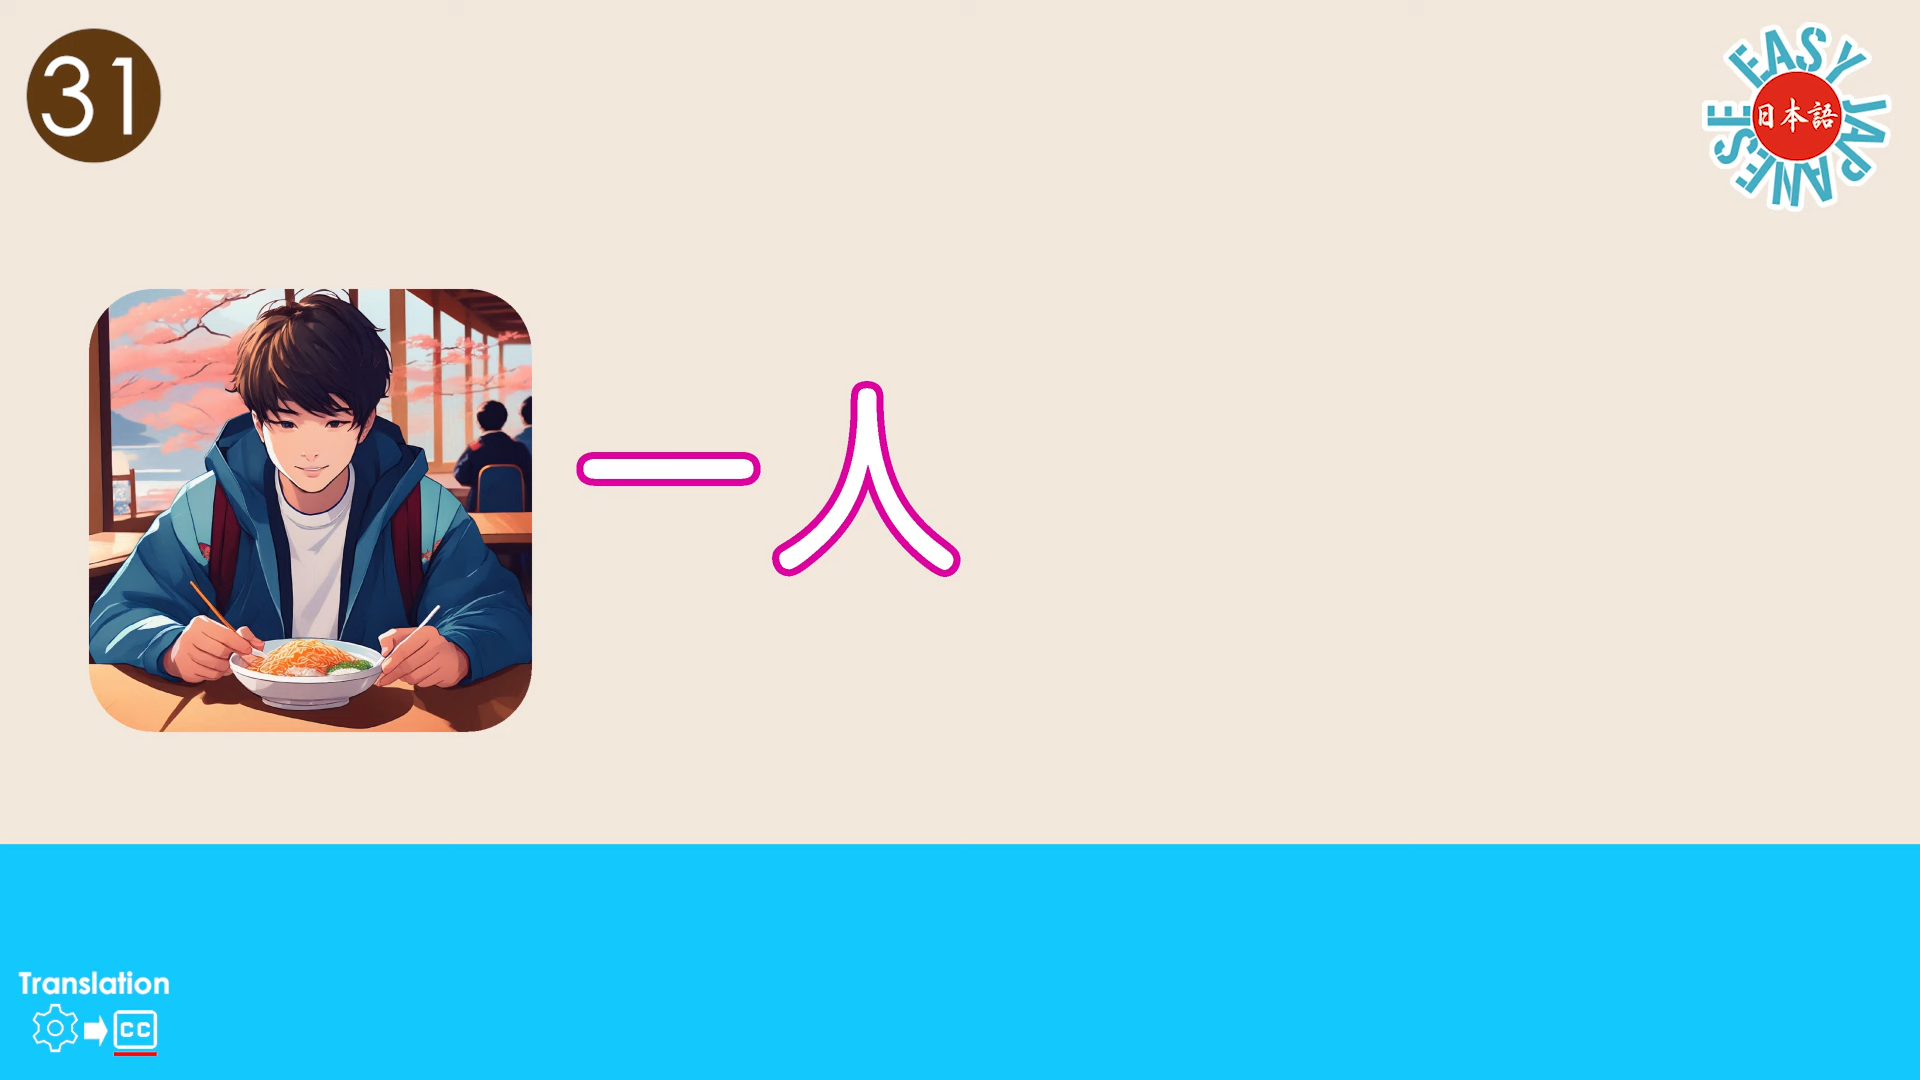 31
EASY JAPANESE
日本語
一人
Translation
CC